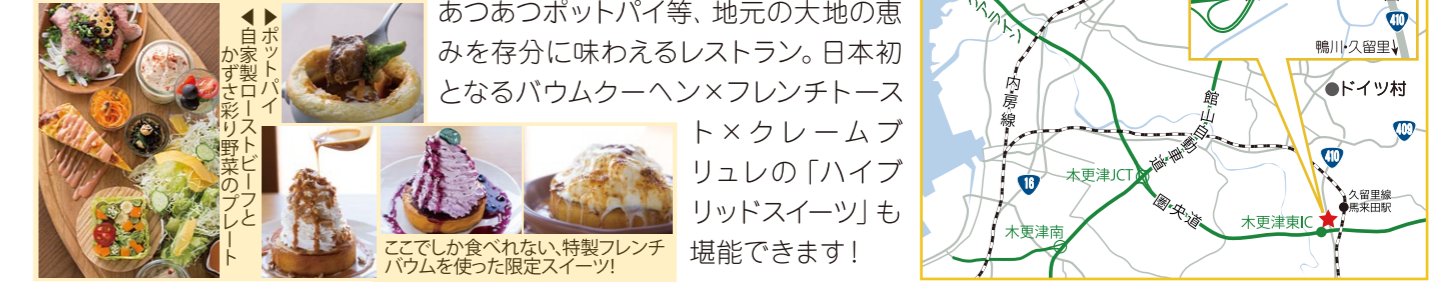 ▶ポットパイ
◀自家製ローストビーフと
かずさ彩り野菜のプレート
あつあつポットパイ等、地元の大地の恵
みを存分に味わえるレストラン。日本初
となるバウムクーヘン×フレンチトース
ト×クレームブ
リュレの「ハイブ
リッドスイーツ」も
堪能できます!
ここでしか食べれない、特製フレンチ
バウムを使った限定スイーツ!
クアライン
内房線
16
木更津JCT
木更津南
館山自動車道
圏央道
木更津東IC
410
鴨川・久留里
ドイツ村
409
410
久留里線
馬来田駅